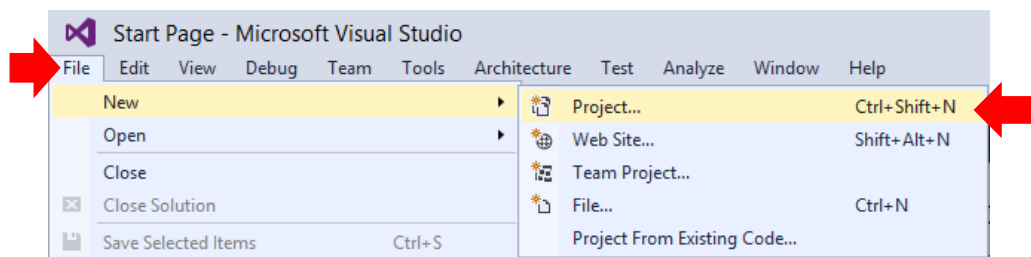 Start Page - Microsoft Visual Studio
File Edit View Debug Team Tools Architecture Test Analyze Window Help
New
Open
Close
Close Solution
Save Selected Items Ctrl+S
Project... Ctrl+Shift+N
Web Site... Shift+Alt+N
Team Project...
File... Ctrl+N
Project From Existing Code...